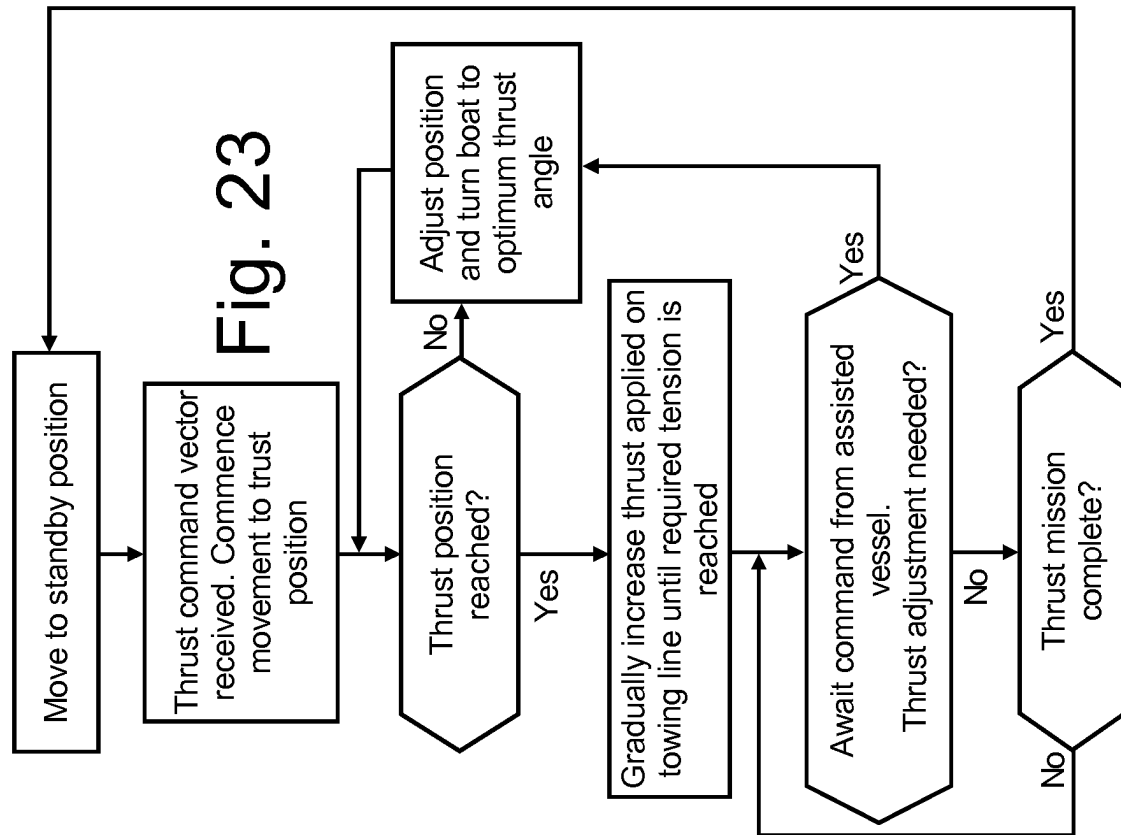 Fig. 23
Move to standby position
Thrust command vector
received. Commence
movement to trust
position
Thrust position
reached?
No
Yes
Adjust position
and turn boat to
optimum thrust
angle
Gradually increase thrust applied on
towing line until required tension is
reached
Await command from assisted
vessel.
Thrust adjustment needed?
Yes
No
Thrust mission
complete?
No
Yes